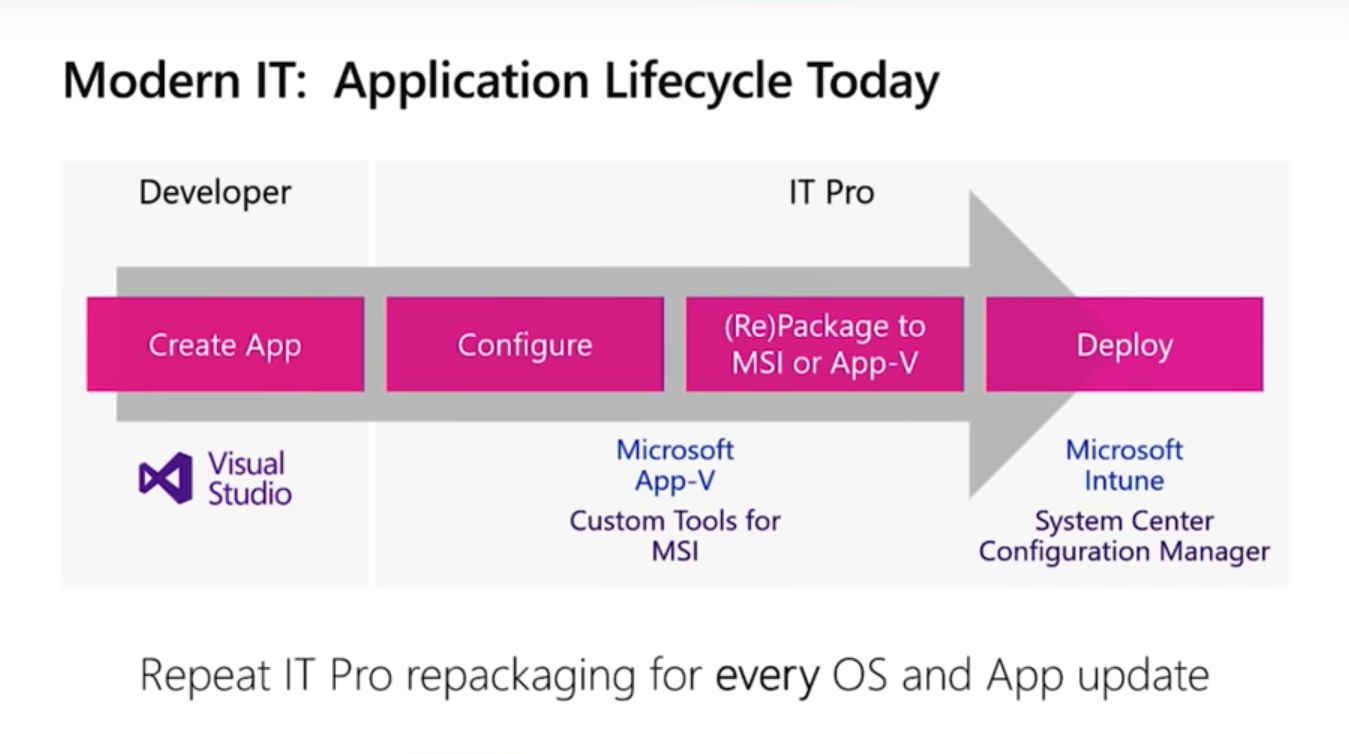 Modern IT:  Application Lifecycle Today
Developer
IT Pro
Create App
Configure
(Re)Package to
MSI or App-V
Deploy
Visual
Studio
Microsoft
App-V
Custom Tools for
MSI
Microsoft
Intune
System Center
Configuration Manager
Repeat IT Pro repackaging for every OS and App update